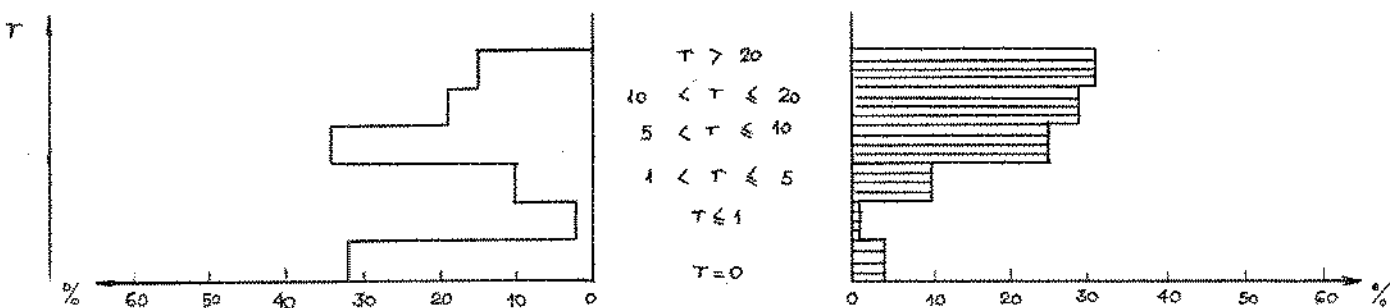 T
T > 20
10 < T ⩽ 20
5 < T ⩽ 10
1 < T ⩽ 5
T ⩽ 1
T = 0
% 60 50 40 30 20 10 0
0 10 20 30 40 50 60 %